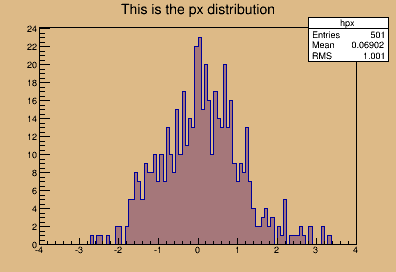 This is the px distribution
hpx
Entries 501
Mean 0.06902
RMS 1.001
24
22
20
18
16
14
12
10
8
6
4
2
0
-4 -3 -2 -1 0 1 2 3 4